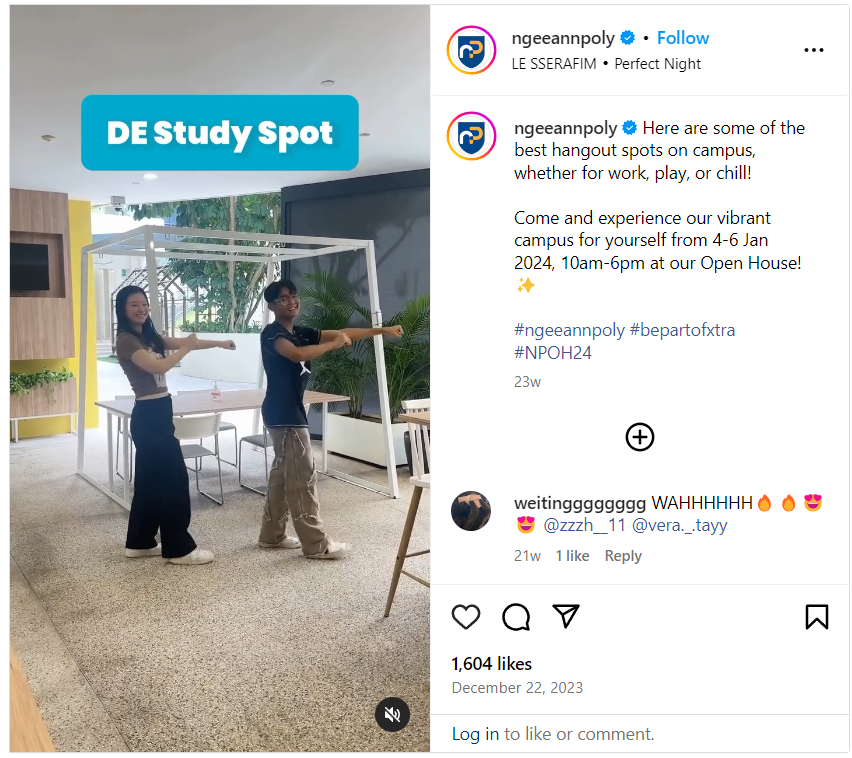 DE Study Spot
ngeeannpoly • Follow
LE SSERAFIM • Perfect Night
ngeeannpoly Here are some of the
best hangout spots on campus,
whether for work, play, or chill!
Come and experience our vibrant
campus for yourself from 4-6 Jan
2024, 10am-6pm at our Open House!
✨
#ngeeannpoly #bepartofxtra
#NPOH24
23w
weitinggggggggg WAHHHHHH🔥🔥😍
😍 @zzzh__11 @vera._.tayy
21w 1 like Reply
1,604 likes
December 22, 2023
Log in to like or comment.